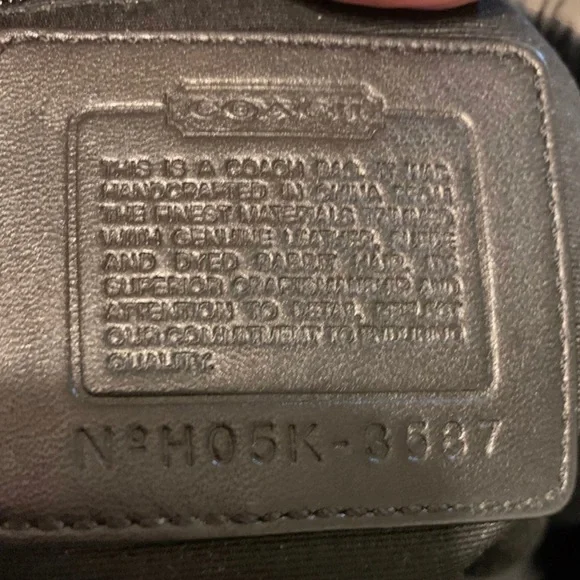 COACH
THIS IS A COACH BAG. IT WAS
HANDCRAFTED IN CHINA FROM
THE FINEST MATERIALS TRIMMED
WITH GENUINE LEATHER, SUEDE
AND DYED RABBIT HAIR. ITS
SUPERIOR CRAFTSMANSHIP AND
ATTENTION TO DETAIL REFLECT
OUR COMMITMENT TO ENDURING
QUALITY.
Nº H05K-3637